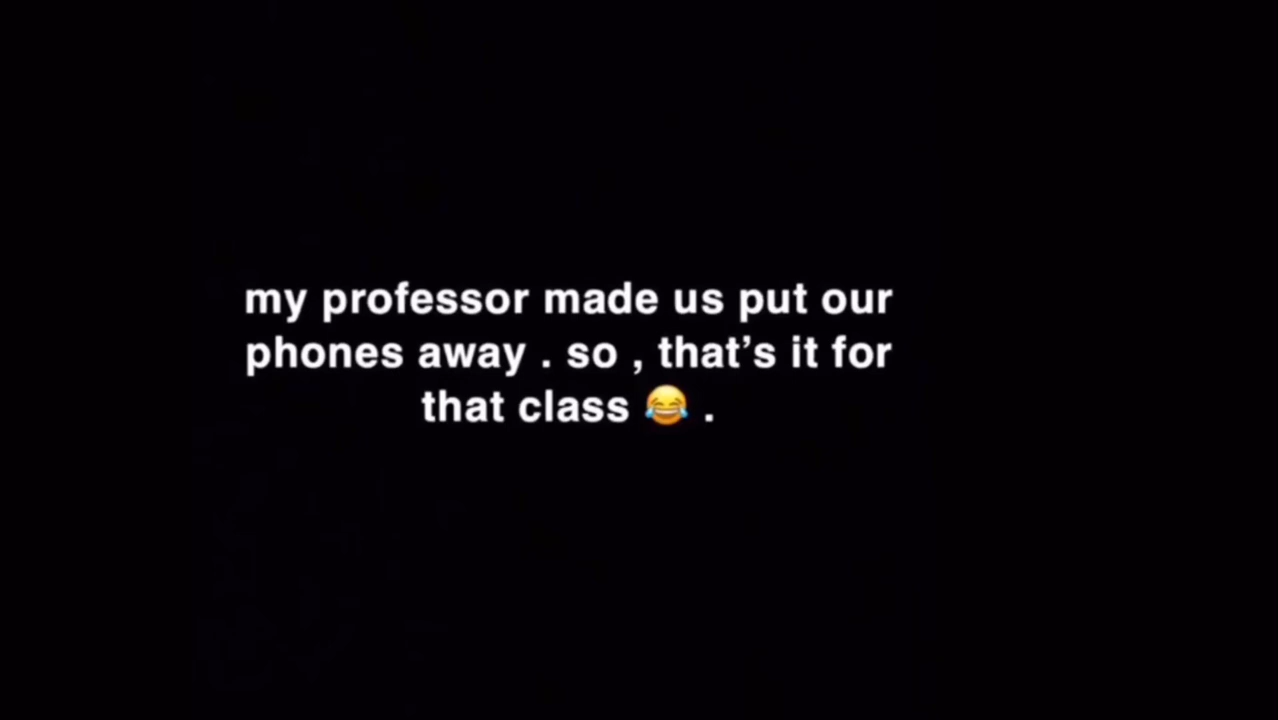 my professor made us put our
phones away . so , that’s it for
that class 😂 .